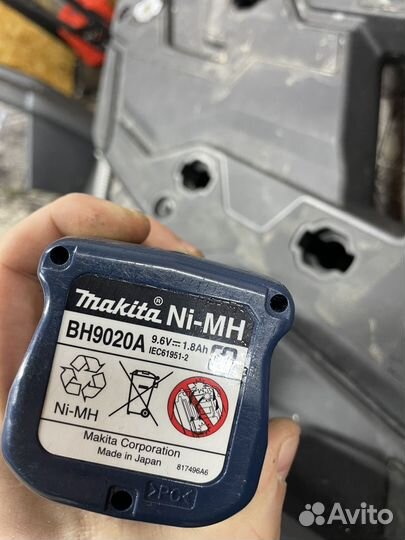 makita® Ni-MH
BH9020A 9.6V⎓1.8Ah
IEC61951-2
Ni-MH
Makita Corporation
Made in Japan
817496A6
>PC<
Avito